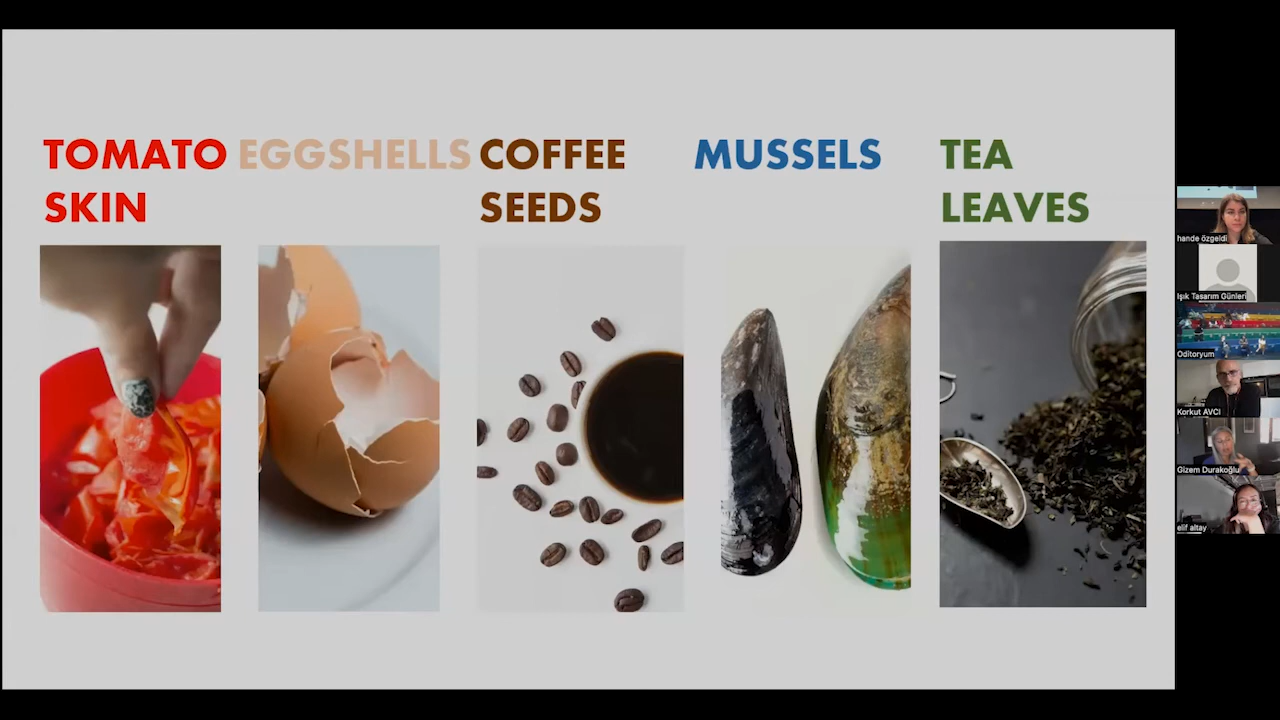 TOMATO
SKIN
EGGSHELLS
COFFEE
SEEDS
MUSSELS
TEA
LEAVES
hande özgeldi
Işık Tasarım Günleri
Oditoryum
Korkut AVCI
Gizem Durakoğlu
elif altay